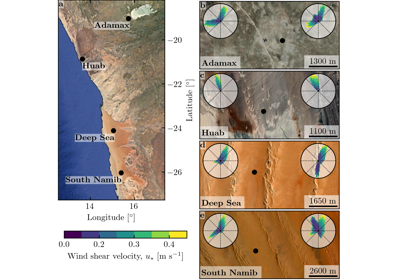 a
Adamax
−20
Huab
−22
Latitude [°]
−24
Deep Sea
−26
South Namib
14
16
Longitude [°]
0.0
0.1
0.2
0.3
0.4
Wind shear velocity, u* [m s−1]
b
Adamax
1300 m
c
Huab
1100 m
d
Deep Sea
1650 m
e
South Namib
2600 m